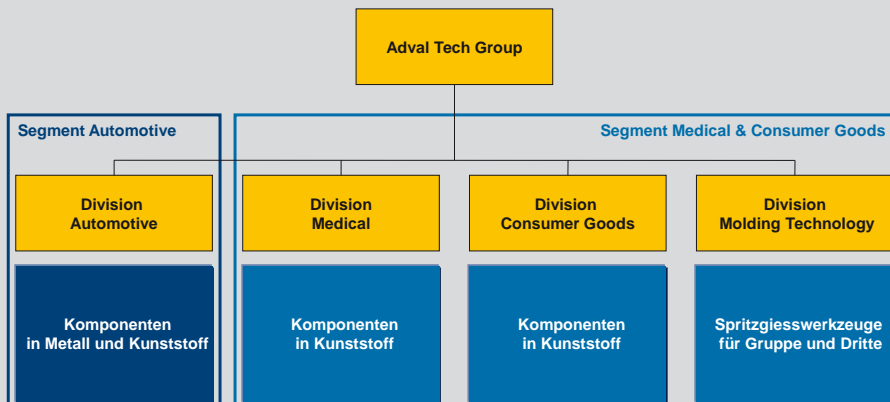 Adval Tech Group
Segment Automotive
Segment Medical & Consumer Goods
Division
Automotive
Division
Medical
Division
Consumer Goods
Division
Molding Technology
Komponenten
in Metall und Kunststoff
Komponenten
in Kunststoff
Komponenten
in Kunststoff
Spritzgiesswerkzeuge
für Gruppe und Dritte